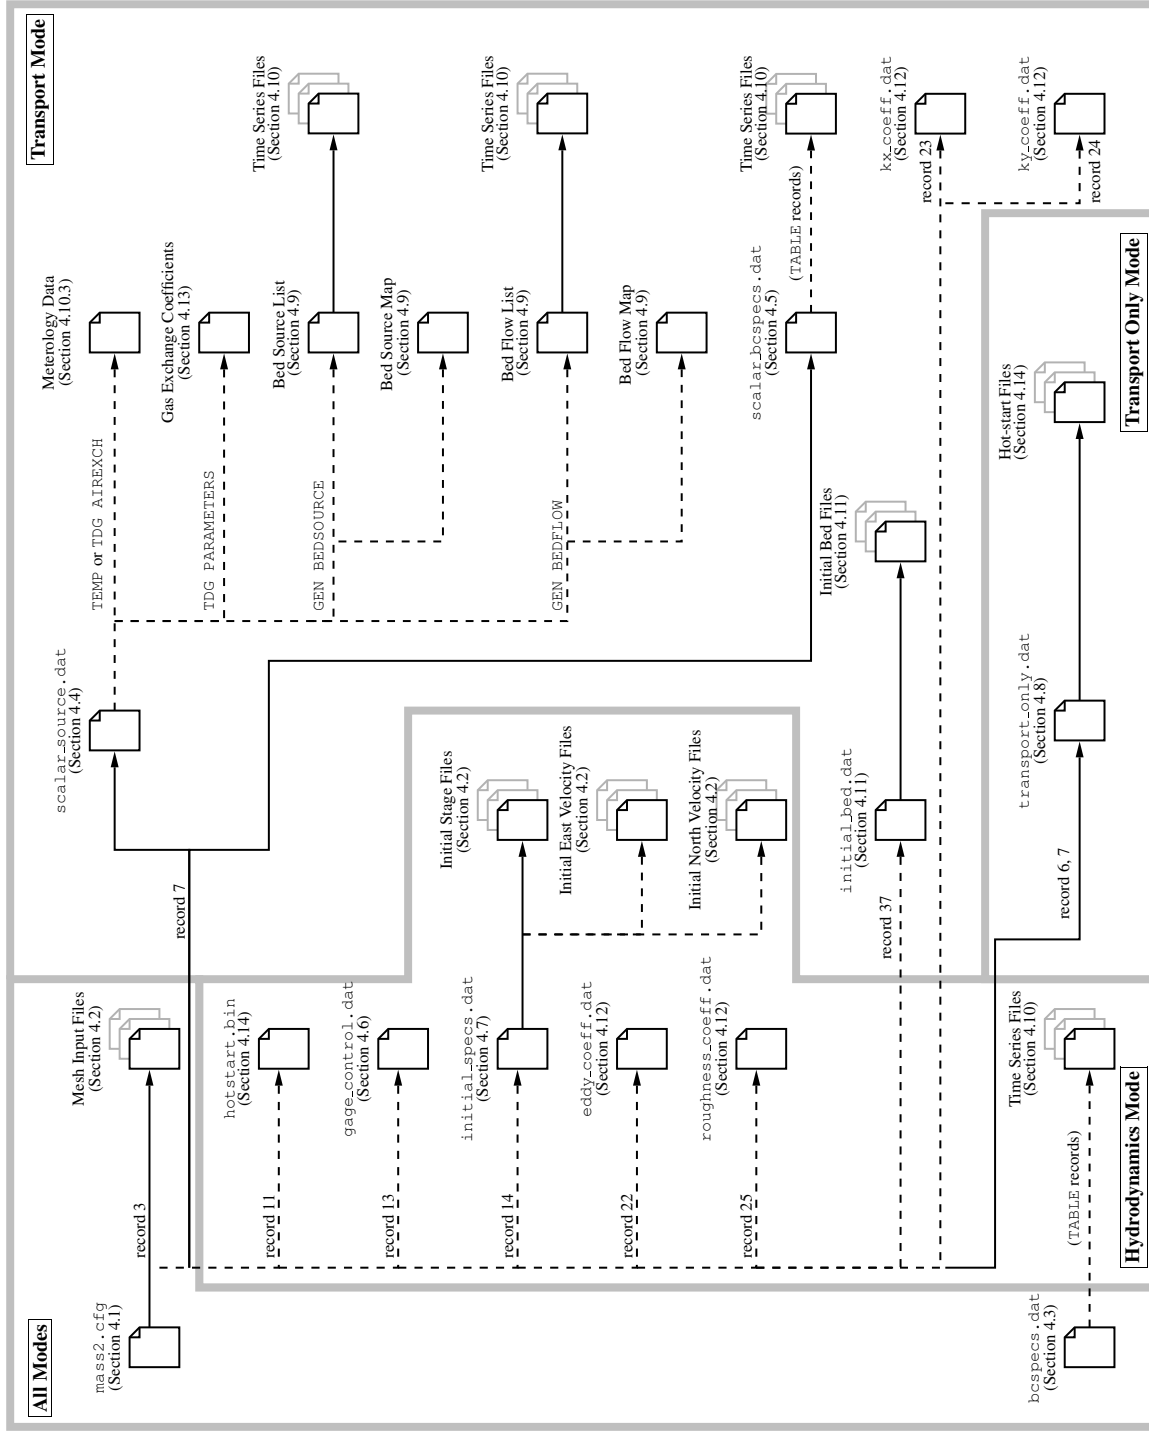 All Modes
mass2.cfg
(Section 4.1)
record 3
Mesh Input Files
(Section 4.2)
record 7
Transport Mode
scalar_source.dat
(Section 4.4)
TEMP or TDG AIREXCH
Meterology Data
(Section 4.10.3)
TDG PARAMETERS
Gas Exchange Coefficients
(Section 4.13)
GEN BEDSOURCE
Bed Source List
(Section 4.9)
Time Series Files
(Section 4.10)
Bed Source Map
(Section 4.9)
GEN BEDFLOW
Bed Flow List
(Section 4.9)
Time Series Files
(Section 4.10)
Bed Flow Map
(Section 4.9)
scalar_bcspecs.dat
(Section 4.5)
(TABLE records)
Time Series Files
(Section 4.10)
record 11
hotstart.bin
(Section 4.14)
record 13
gage_control.dat
(Section 4.6)
record 14
initial_specs.dat
(Section 4.7)
Initial Stage Files
(Section 4.2)
Initial East Velocity Files
(Section 4.2)
Initial North Velocity Files
(Section 4.2)
record 22
eddy_coeff.dat
(Section 4.12)
record 25
roughness_coeff.dat
(Section 4.12)
record 37
initial_bed.dat
(Section 4.11)
Initial Bed Files
(Section 4.11)
record 23
kx_coeff.dat
(Section 4.12)
record 24
ky_coeff.dat
(Section 4.12)
record 6, 7
transport_only.dat
(Section 4.8)
Hot-start Files
(Section 4.14)
Transport Only Mode
bcspecs.dat
(Section 4.3)
(TABLE records)
Time Series Files
(Section 4.10)
Hydrodynamics Mode